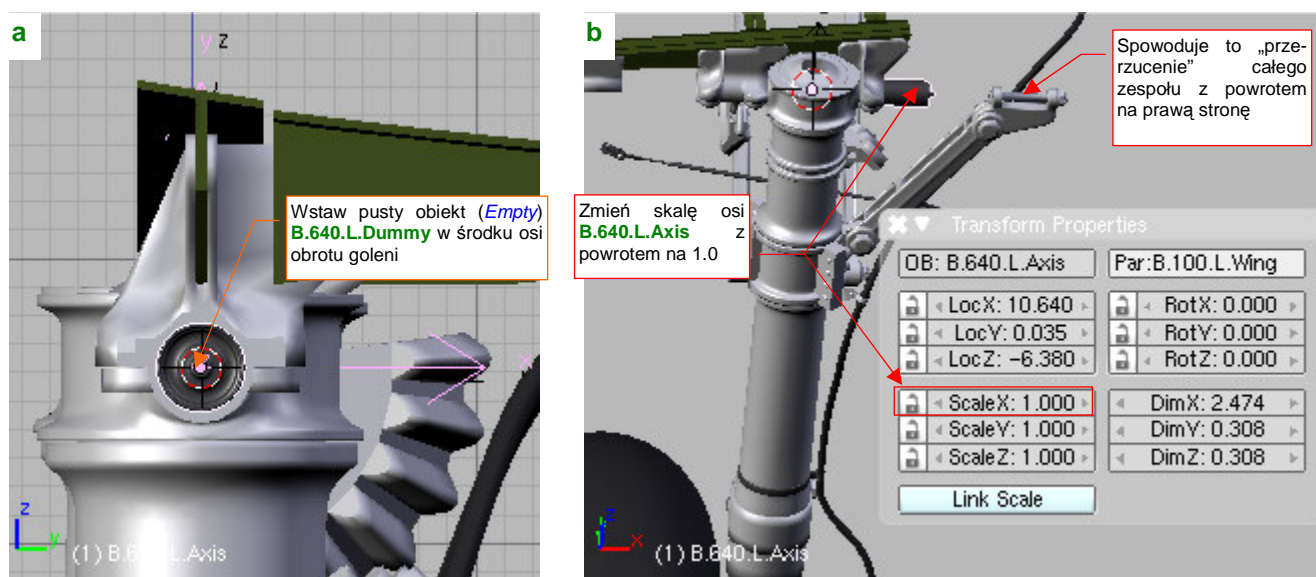 a
y z
Wstaw pusty obiekt (Empty)
B.640.L.Dummy w środku osi
obrotu goleni
x
z
y
(1) B.6 0.L.Axis
b
Spowoduje to „prze-
rzucenie” całego
zespołu z powrotem
na prawą stronę
Zmień skalę osi
B.640.L.Axis z
powrotem na 1.0
Transform Properties
OB: B.640.L.Axis
Par:B.100.L.Wing
LocX: 10.640
RotX: 0.000
LocY: 0.035
RotY: 0.000
LocZ: -6.380
RotZ: 0.000
ScaleX: 1.000
DimX: 2.474
ScaleY: 1.000
DimY: 0.308
ScaleZ: 1.000
DimZ: 0.308
Link Scale
z
x
(1) B.640.L.Axis